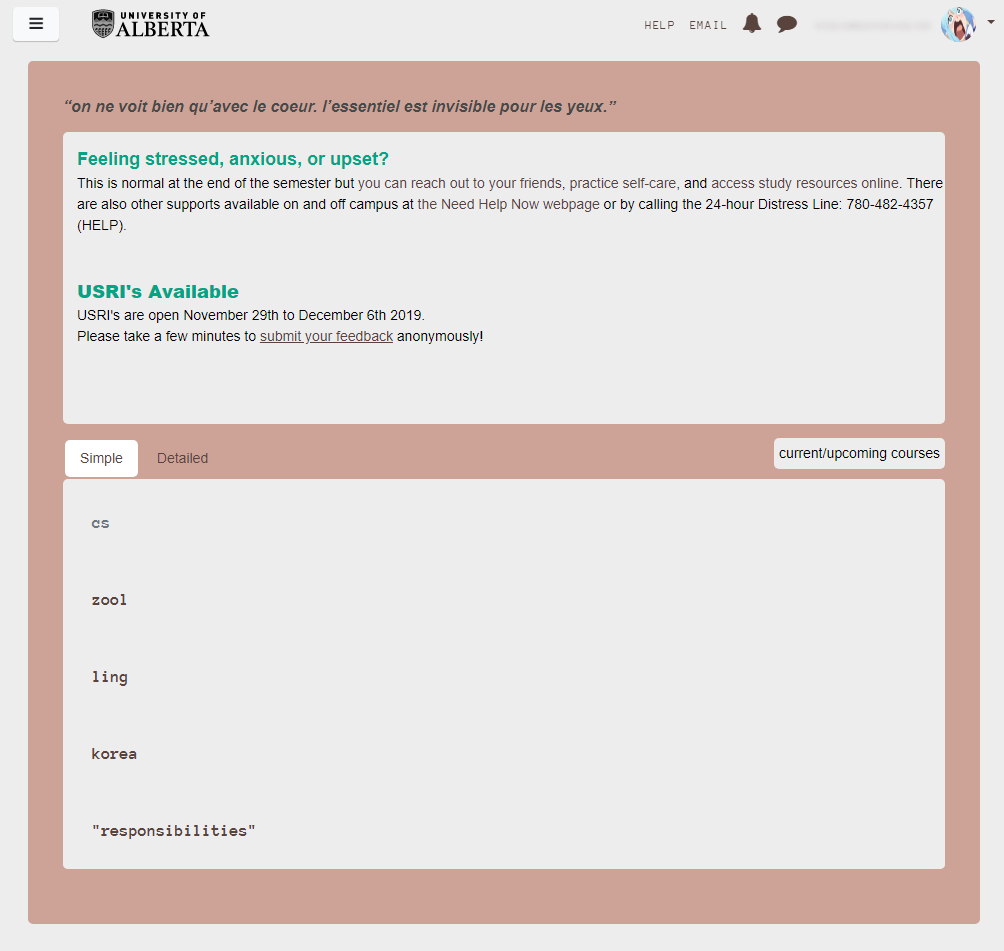 UNIVERSITY OF
ALBERTA
HELP EMAIL
“on ne voit bien qu’avec le coeur. l’essentiel est invisible pour les yeux.”
Feeling stressed, anxious, or upset?
This is normal at the end of the semester but you can reach out to your friends, practice self-care, and access study resources online. There
are also other supports available on and off campus at the Need Help Now webpage or by calling the 24-hour Distress Line: 780-482-4357
(HELP).
USRI's Available
USRI's are open November 29th to December 6th 2019.
Please take a few minutes to submit your feedback anonymously!
Simple Detailed current/upcoming courses
cs
zool
ling
korea
"responsibilities"